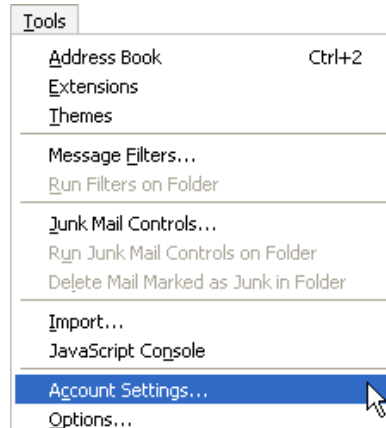 Tools
Address Book Ctrl+2
Extensions
Themes
Message Filters...
Run Filters on Folder
Junk Mail Controls...
Run Junk Mail Controls on Folder
Delete Mail Marked as Junk in Folder
Import...
JavaScript Console
Account Settings...
Options...